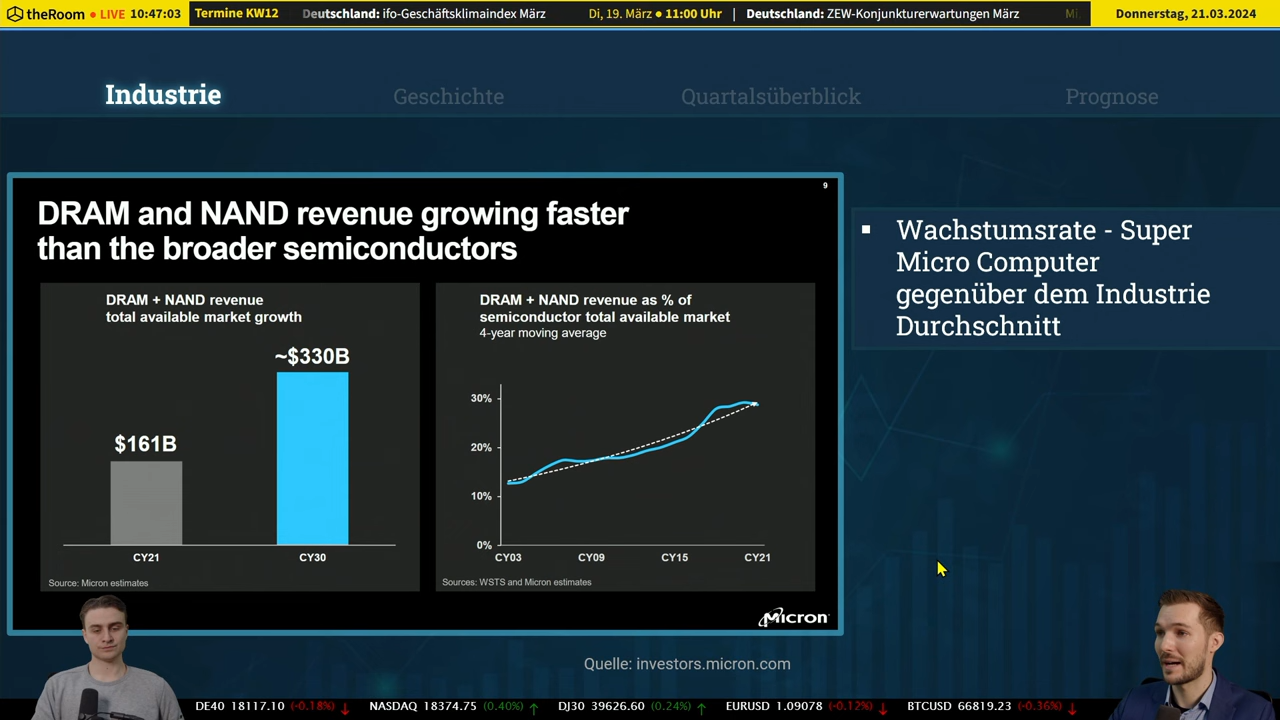 theRoom • LIVE 10:47:03 Termine KW12 Deutschland: ifo-Geschäftsklimaindex März Di, 19. März • 11:00 Uhr | Deutschland: ZEW-Konjunkturerwartungen März Mi, Donnerstag, 21.03.2024
Industrie Geschichte Quartalsüberblick Prognose
9
DRAM and NAND revenue growing faster
than the broader semiconductors
DRAM + NAND revenue
total available market growth
~$330B
$161B
CY21 CY30
Source: Micron estimates
DRAM + NAND revenue as % of
semiconductor total available market
4-year moving average
30%
20%
10%
0%
CY03 CY09 CY15 CY21
Sources: WSTS and Micron estimates
Micron
▪ Wachstumsrate - Super
Micro Computer
gegenüber dem Industrie
Durchschnitt
Quelle: investors.micron.com
DE40 18117.10 (-0.18%) ↓ NASDAQ 18374.75 (0.40%) ↑ DJ30 39626.60 (0.24%) ↑ EURUSD 1.09078 (-0.12%) ↓ BTCUSD 66819.23 (-0.36%) ↓